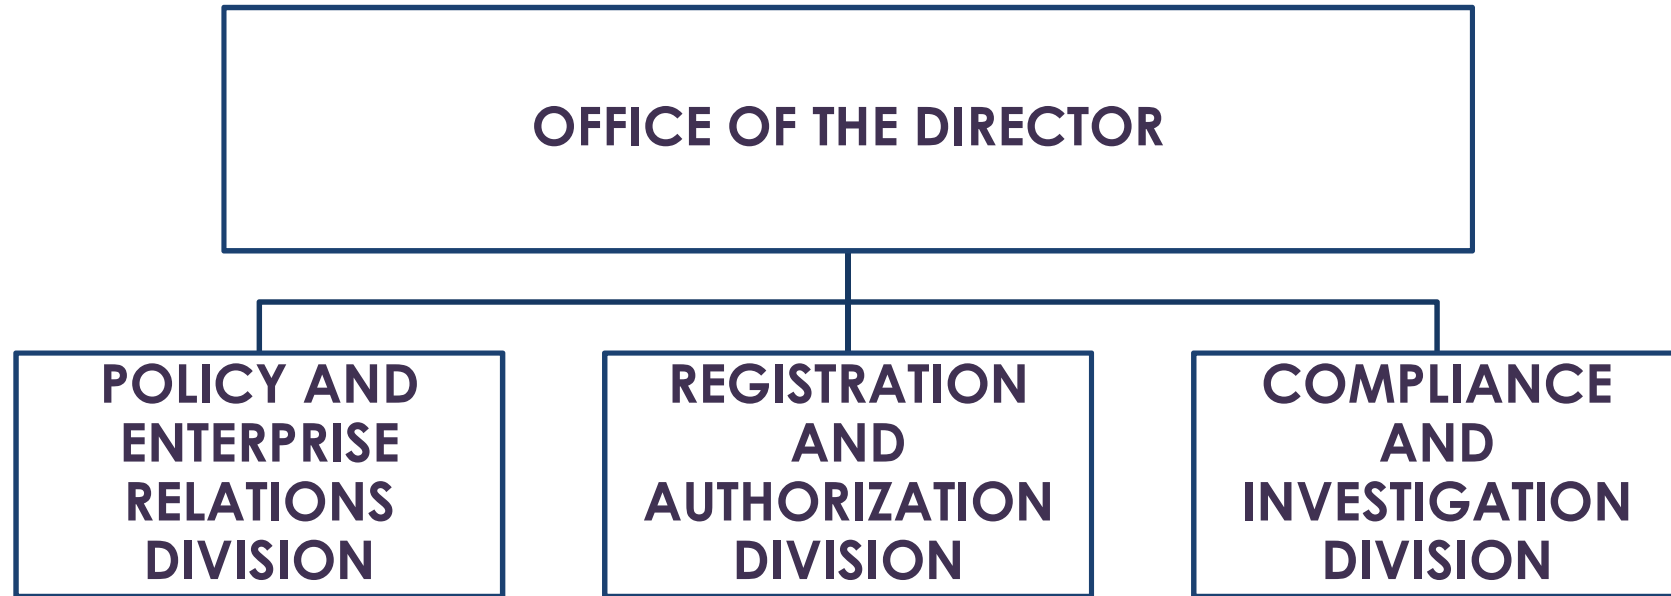 OFFICE OF THE DIRECTOR
POLICY AND
ENTERPRISE
RELATIONS
DIVISION
REGISTRATION
AND
AUTHORIZATION
DIVISION
COMPLIANCE
AND
INVESTIGATION
DIVISION